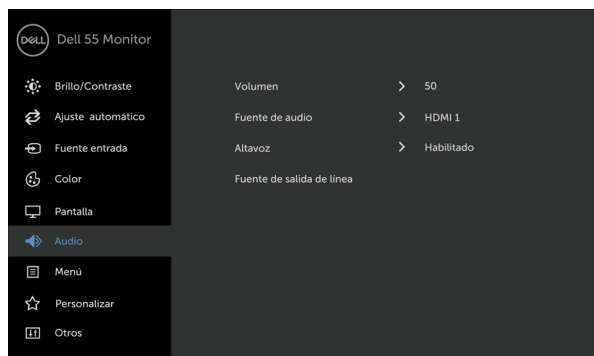 DELL Dell 55 Monitor
Brillo/Contraste
Volumen 50
Ajuste automático
Fuente de audio HDMI 1
Fuente entrada
Altavoz Habilitado
Color
Fuente de salida de línea
Pantalla
Audio
Menú
Personalizar
Otros